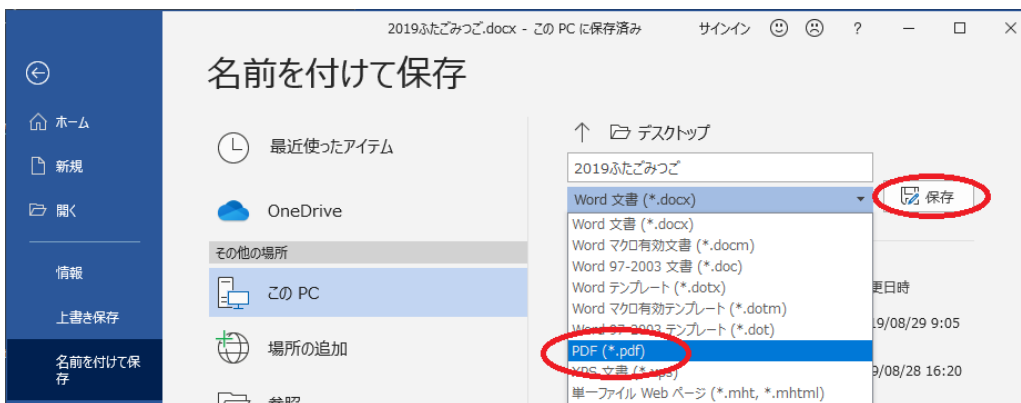 2019ふたごみつご.docx - この PC に保存済み
サインイン
?
名前を付けて保存
ホーム
新規
開く
情報
上書き保存
名前を付けて保
存
最近使ったアイテム
OneDrive
その他の場所
この PC
場所の追加
参照
デスクトップ
2019ふたごみつご
Word 文書 (*.docx)
保存
Word 文書 (*.docx)
Word マクロ有効文書 (*.docm)
Word 97-2003 文書 (*.doc)
Word テンプレート (*.dotx)
Word マクロ有効テンプレート (*.dotm)
Word 97-2003 テンプレート (*.dot)
PDF (*.pdf)
XPS 文書 (*.xps)
単一ファイル Web ページ (*.mht, *.mhtml)
更日時
19/08/29 9:05
9/08/28 16:20